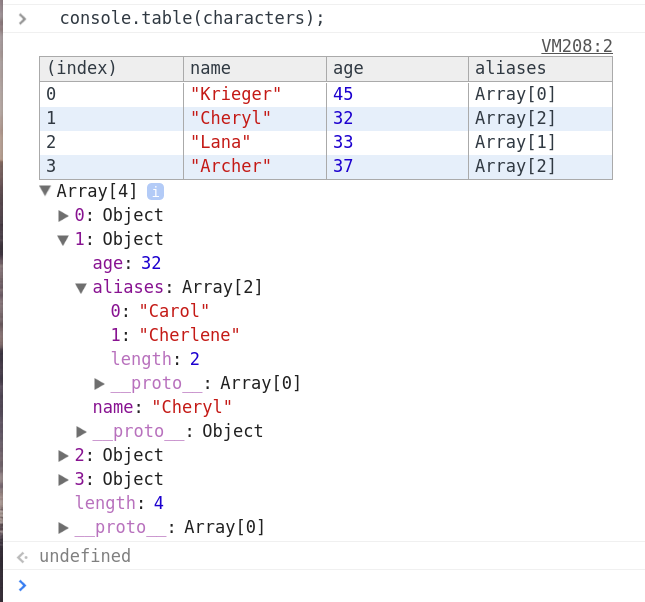 console.table(characters);
VM208:2
(index) name age aliases
0 "Krieger" 45 Array[0]
1 "Cheryl" 32 Array[2]
2 "Lana" 33 Array[1]
3 "Archer" 37 Array[2]
Array[4] i
0: Object
1: Object
age: 32
aliases: Array[2]
0: "Carol"
1: "Cherlene"
length: 2
__proto__: Array[0]
name: "Cheryl"
__proto__: Object
2: Object
3: Object
length: 4
__proto__: Array[0]
undefined